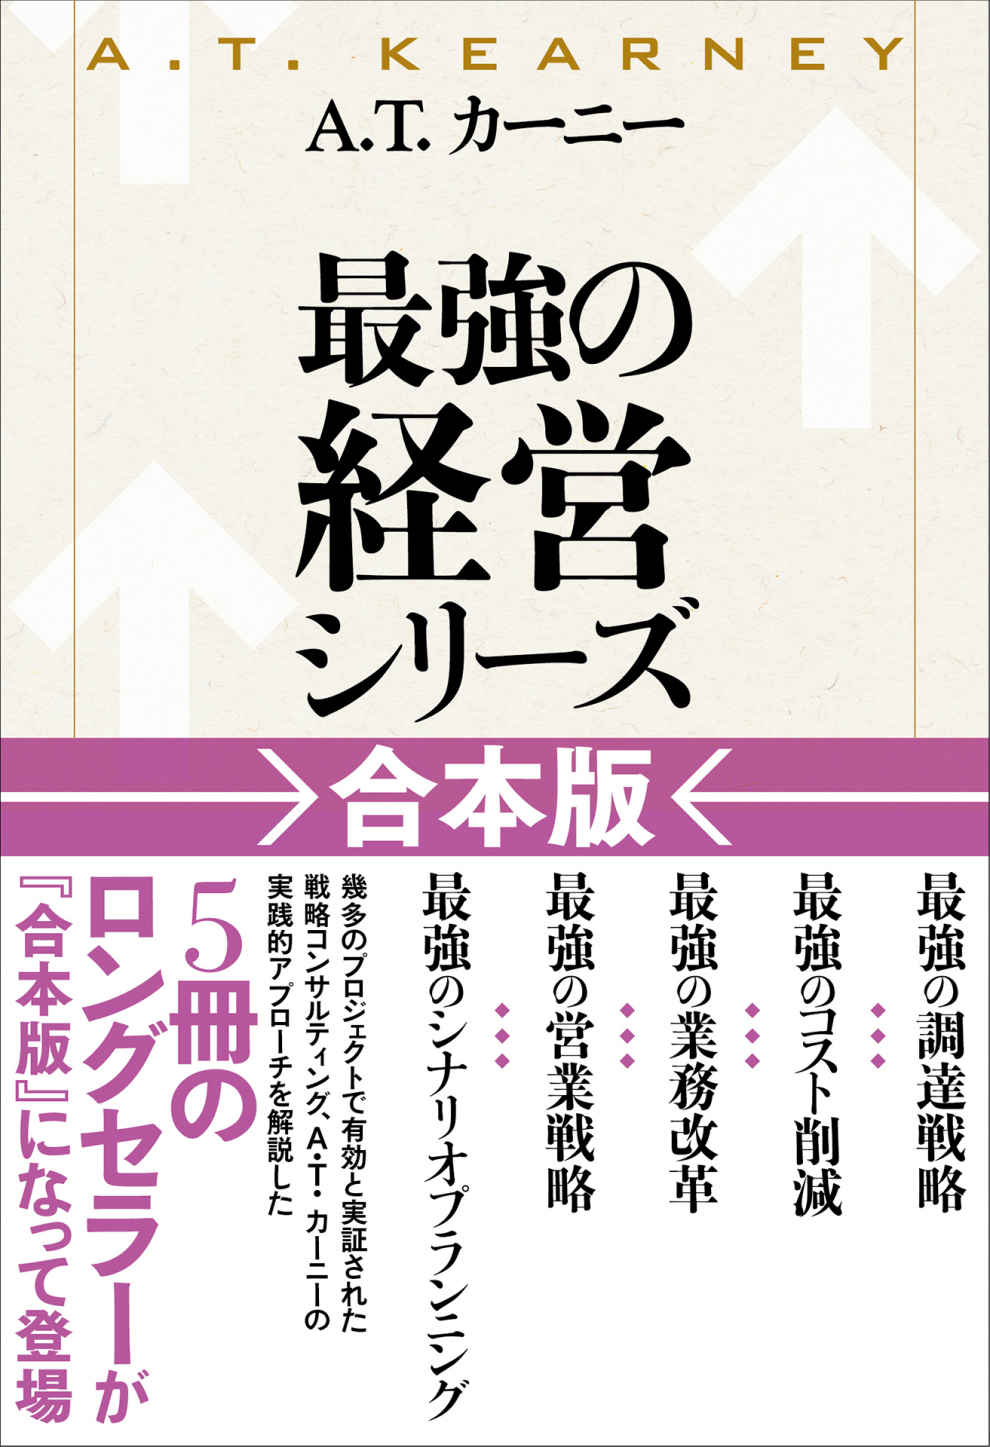 A.T. KEARNEY
A.T. カーニー
最強の
経営
シリーズ
合本版
最強の調達戦略
最強のコスト削減
最強の業務改革
最強の営業戦略
最強のシナリオプランニング
幾多のプロジェクトで有効と実証された
戦略コンサルティング、A・T・カーニーの
実践的アプローチを解説した
5冊の
ロングセラーが
『合本版』になって登場